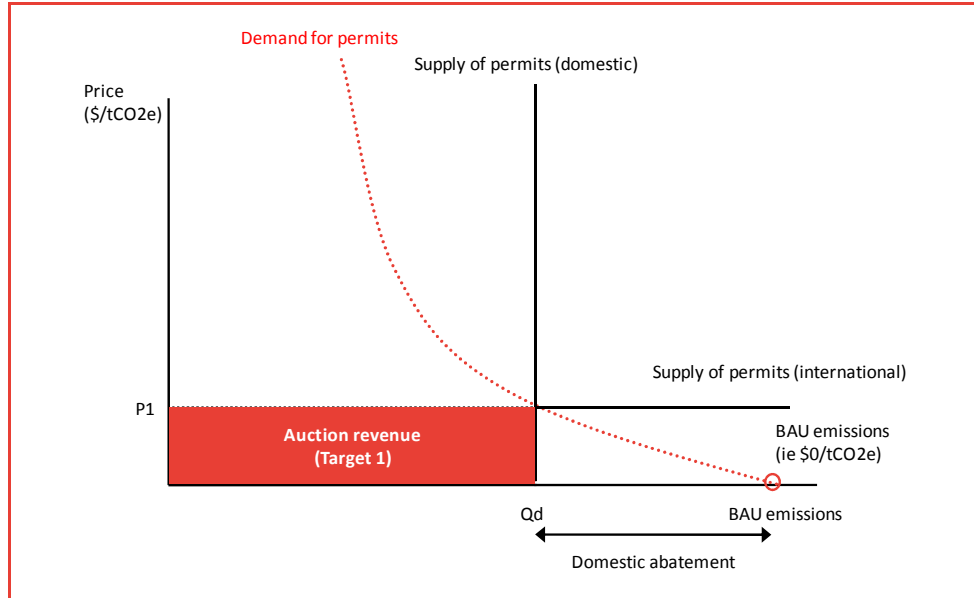 Demand for permits
Supply of permits (domestic)
Price
($/tCO2e)
Supply of permits (international)
P1
Auction revenue
(Target 1)
BAU emissions
(ie $0/tCO2e)
Qd
BAU emissions
Domestic abatement